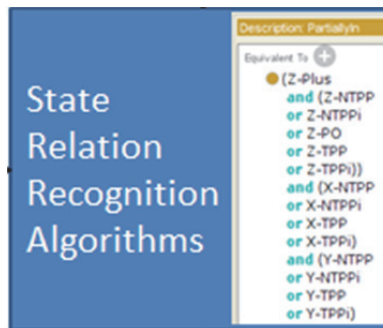 State
Relation
Recognition
Algorithms
Description: PartiallyIn
Equivalent To
(Z-Plus
and (Z-NTPP
or Z-NTPPi
or Z-PO
or Z-TPP
or Z-TPPi))
and (X-NTPP
or X-NTPPi
or X-TPP
or X-TPPi)
and (Y-NTPP
or Y-NTPPi
or Y-TPP
or Y-TPPi)